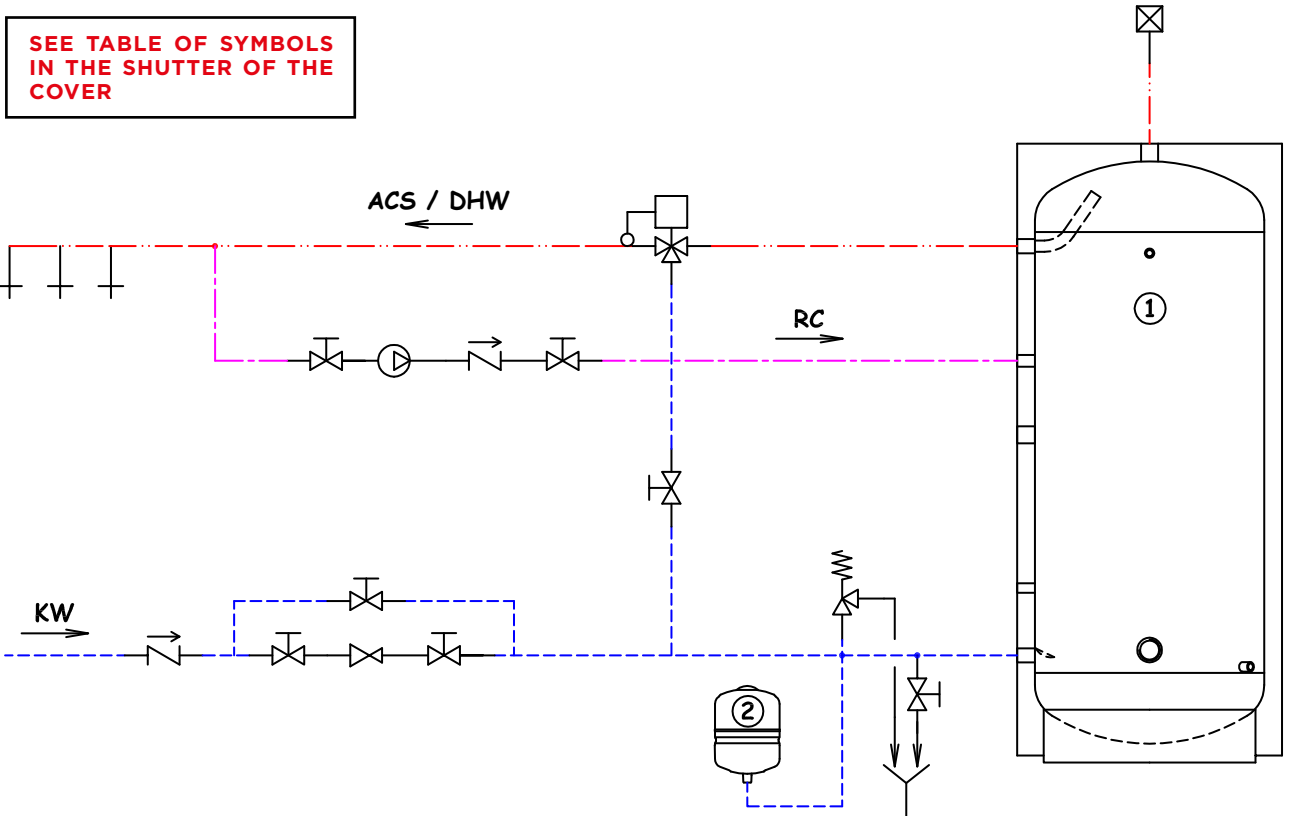 SEE TABLE OF SYMBOLS
IN THE SHUTTER OF THE
COVER
ACS / DHW
1
RC
KW
2